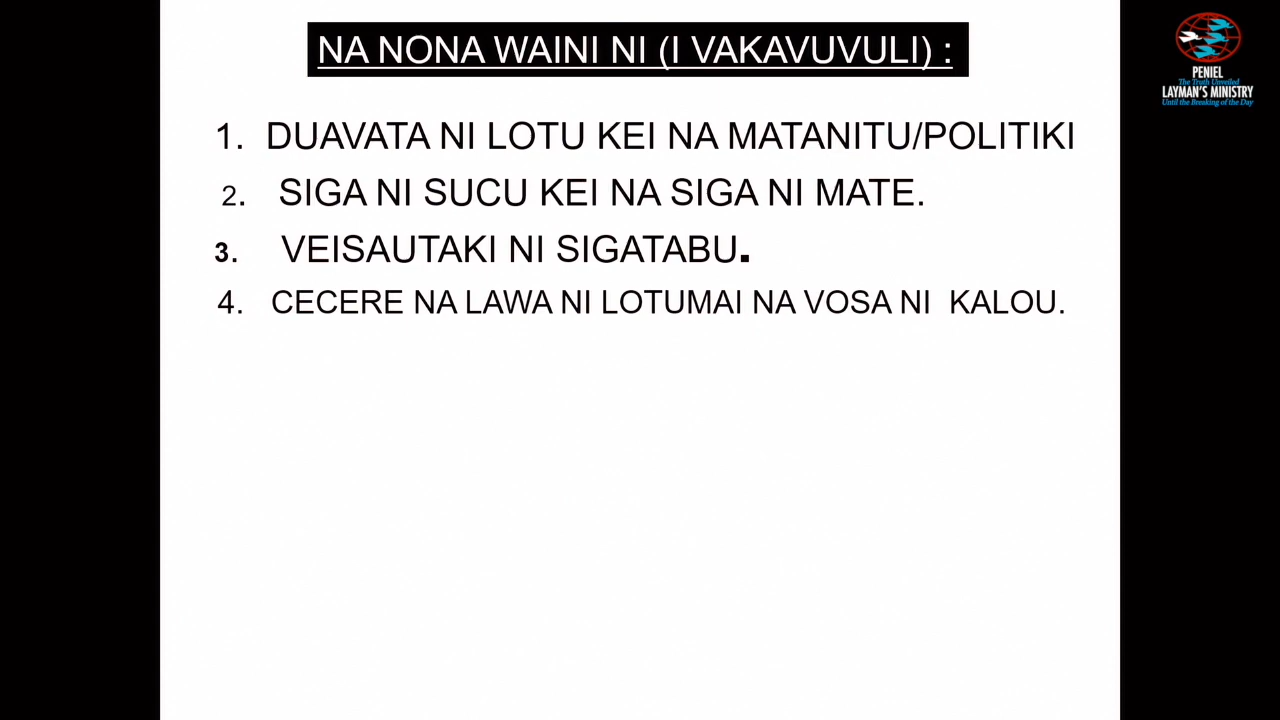 NA NONA WAINI NI (I VAKAVUVULI) :
1. DUAVATA NI LOTU KEI NA MATANITU/POLITIKI
2. SIGA NI SUCU KEI NA SIGA NI MATE.
3. VEISAUTAKI NI SIGATABU.
4. CECERE NA LAWA NI LOTUMAI NA VOSA NI KALOU.
PENIEL
The Truth Unveiled
LAYMAN'S MINISTRY
Until the Breaking of the Day